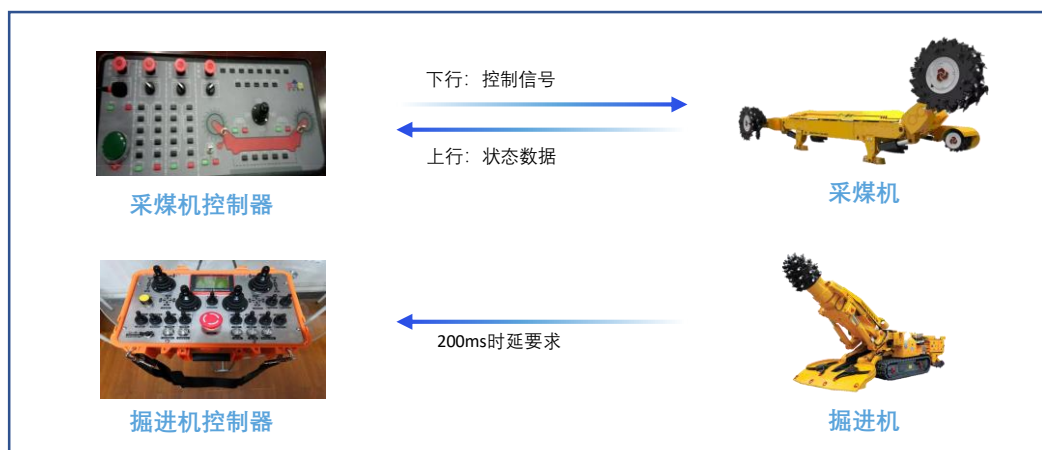 下行：控制信号
上行：状态数据
采煤机控制器
采煤机
200ms时延要求
掘进机控制器
掘进机